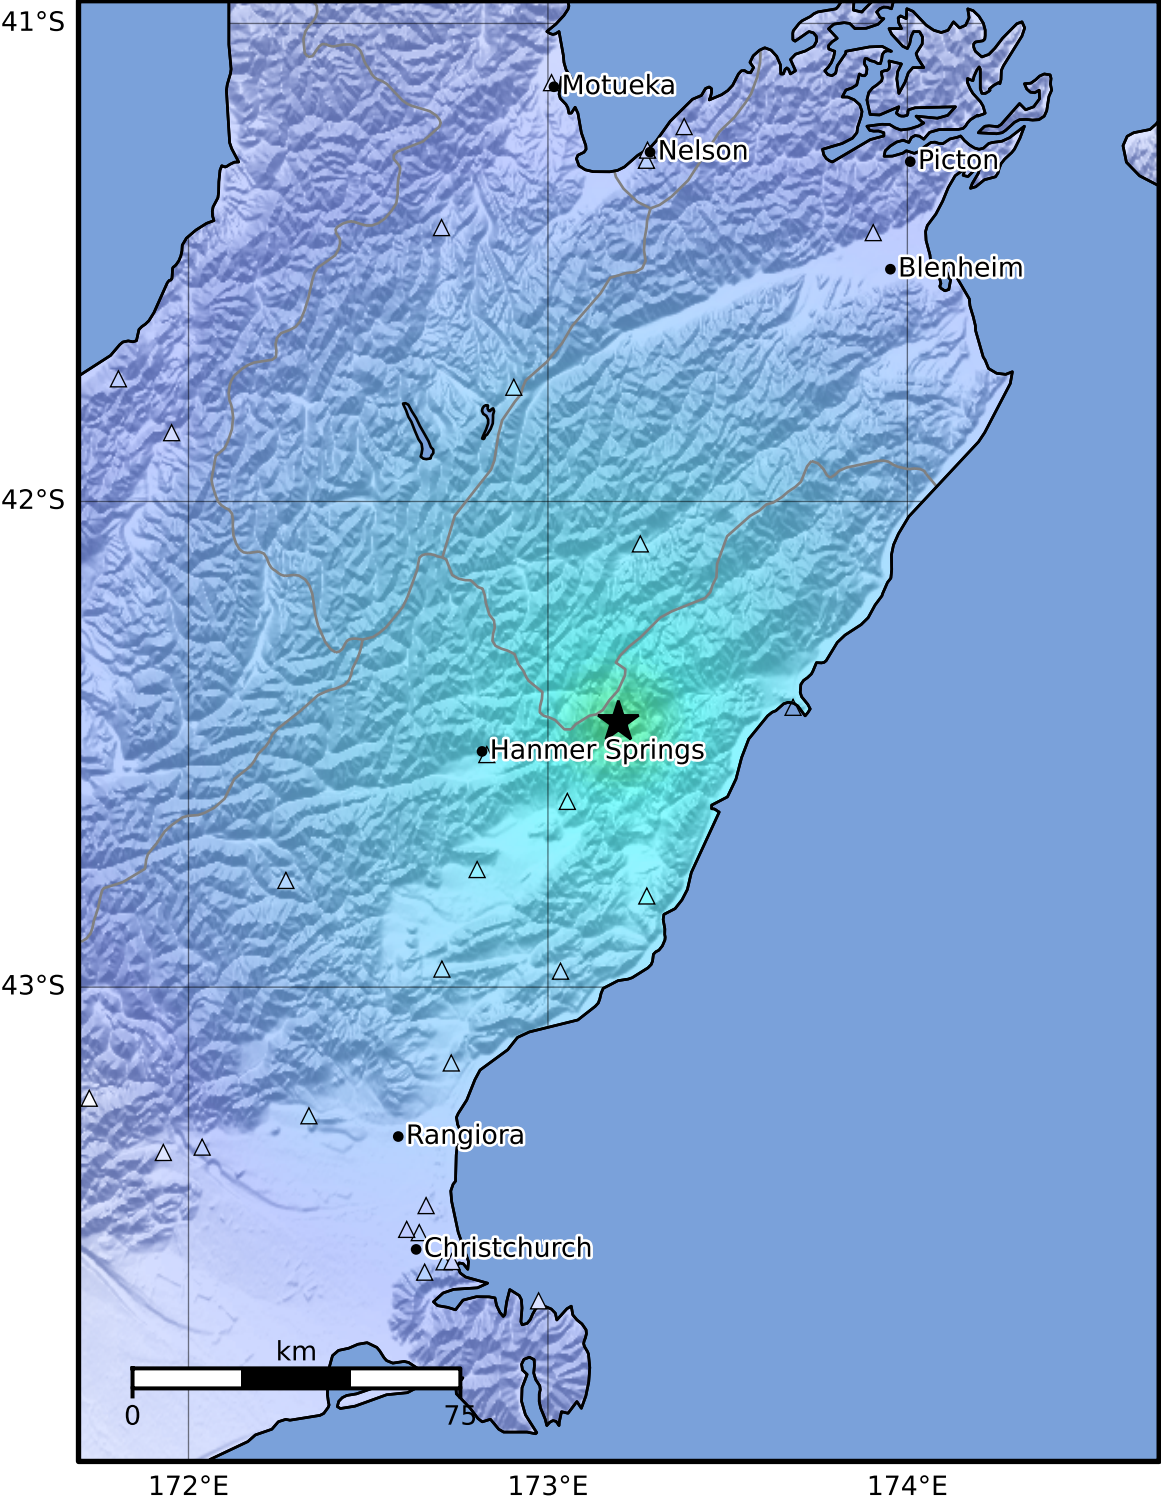 41°S
Motueka
Nelson
Picton
Blenheim
42°S
Hanmer Springs
43°S
Rangiora
Christchurch
km
0 75
172°E 173°E 174°E